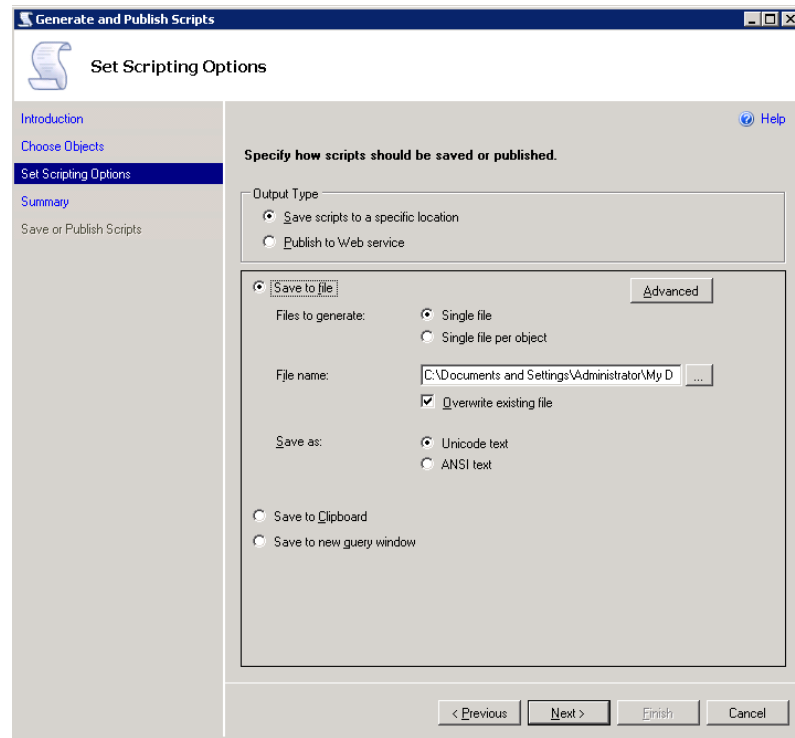 Generate and Publish Scripts
Set Scripting Options
Introduction
Choose Objects
Set Scripting Options
Summary
Save or Publish Scripts
Help
Specify how scripts should be saved or published.
Output Type
Save scripts to a specific location
Publish to Web service
Save to file
Advanced
Files to generate:
Single file
Single file per object
File name:
C:\Documents and Settings\Administrator\My D
...
Overwrite existing file
Save as:
Unicode text
ANSI text
Save to Clipboard
Save to new query window
< Previous
Next >
Finish
Cancel